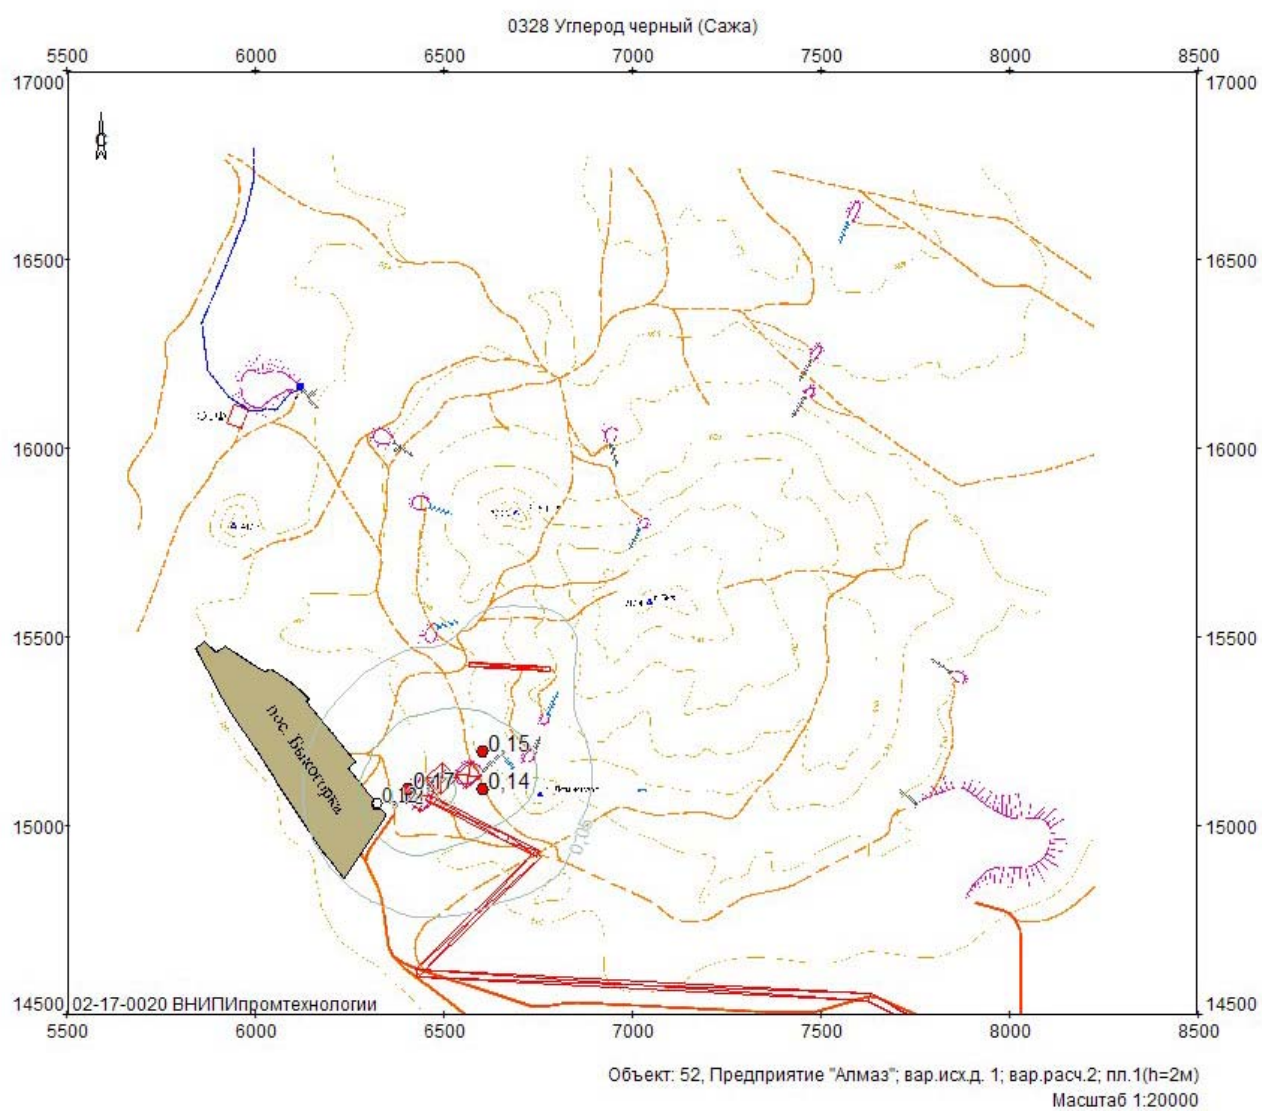 0328 Углерод черный (Сажа)
5500 6000 6500 7000 7500 8000 8500
17000 17000
С
16500 16500
16000 16000
15500 15500
пос. Быкогорка
0,15
0,17 0,14
0,12
0,05
15000 15000
14500 02-17-0020 ВНИПИпромтехнологии 14500
5500 6000 6500 7000 7500 8000 8500
Объект: 52, Предприятие "Алмаз"; вар.исх.д. 1; вар.расч.2; пл.1(h=2м)
Масштаб 1:20000